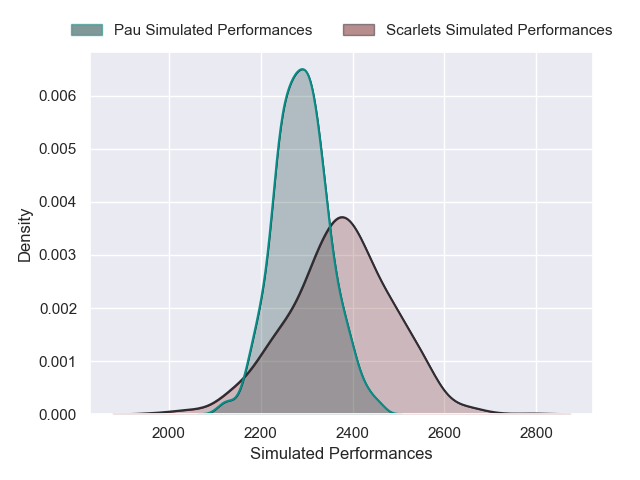 Pau Simulated Performances
Scarlets Simulated Performances
0.006
0.005
0.004
0.003
0.002
0.001
0.000
Density
2000 2200 2400 2600 2800
Simulated Performances